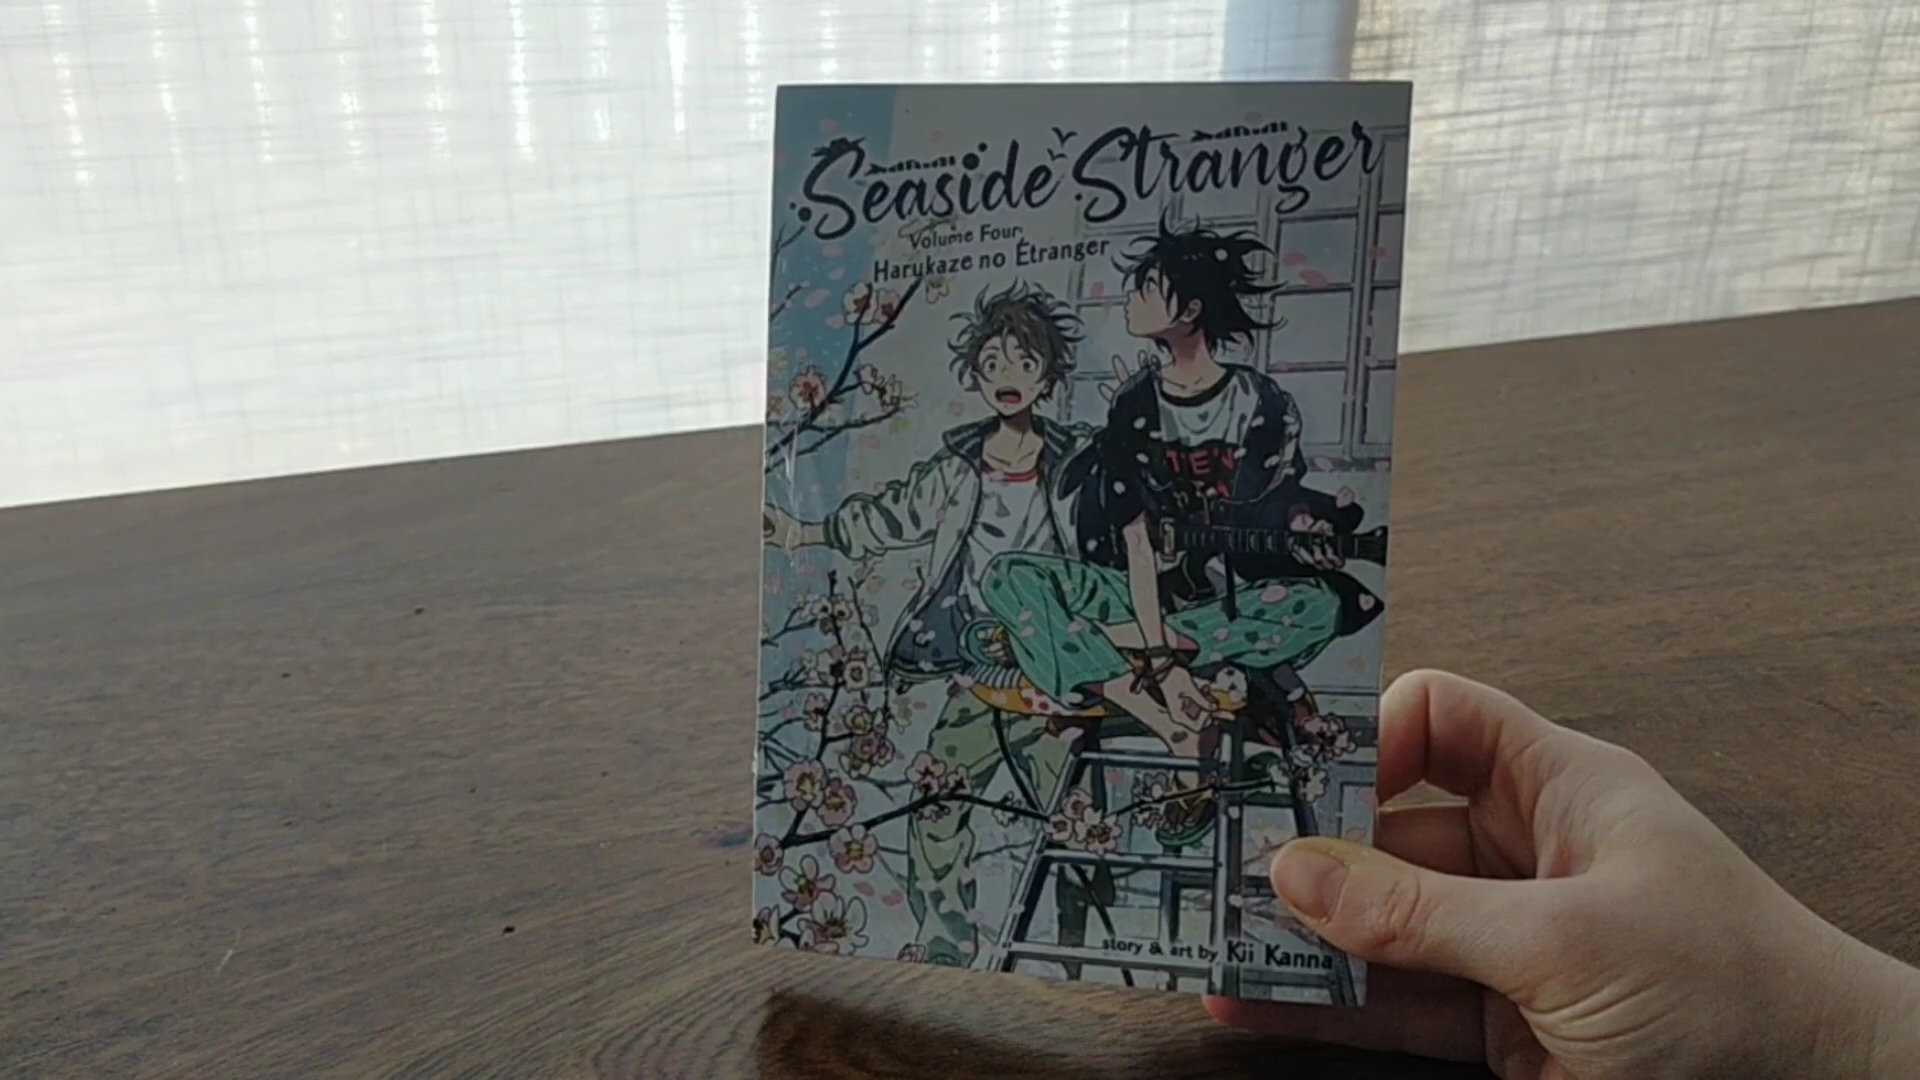 Seaside Stranger
Volume Four
Harukaze no Étranger
story & art by Kii Kanna